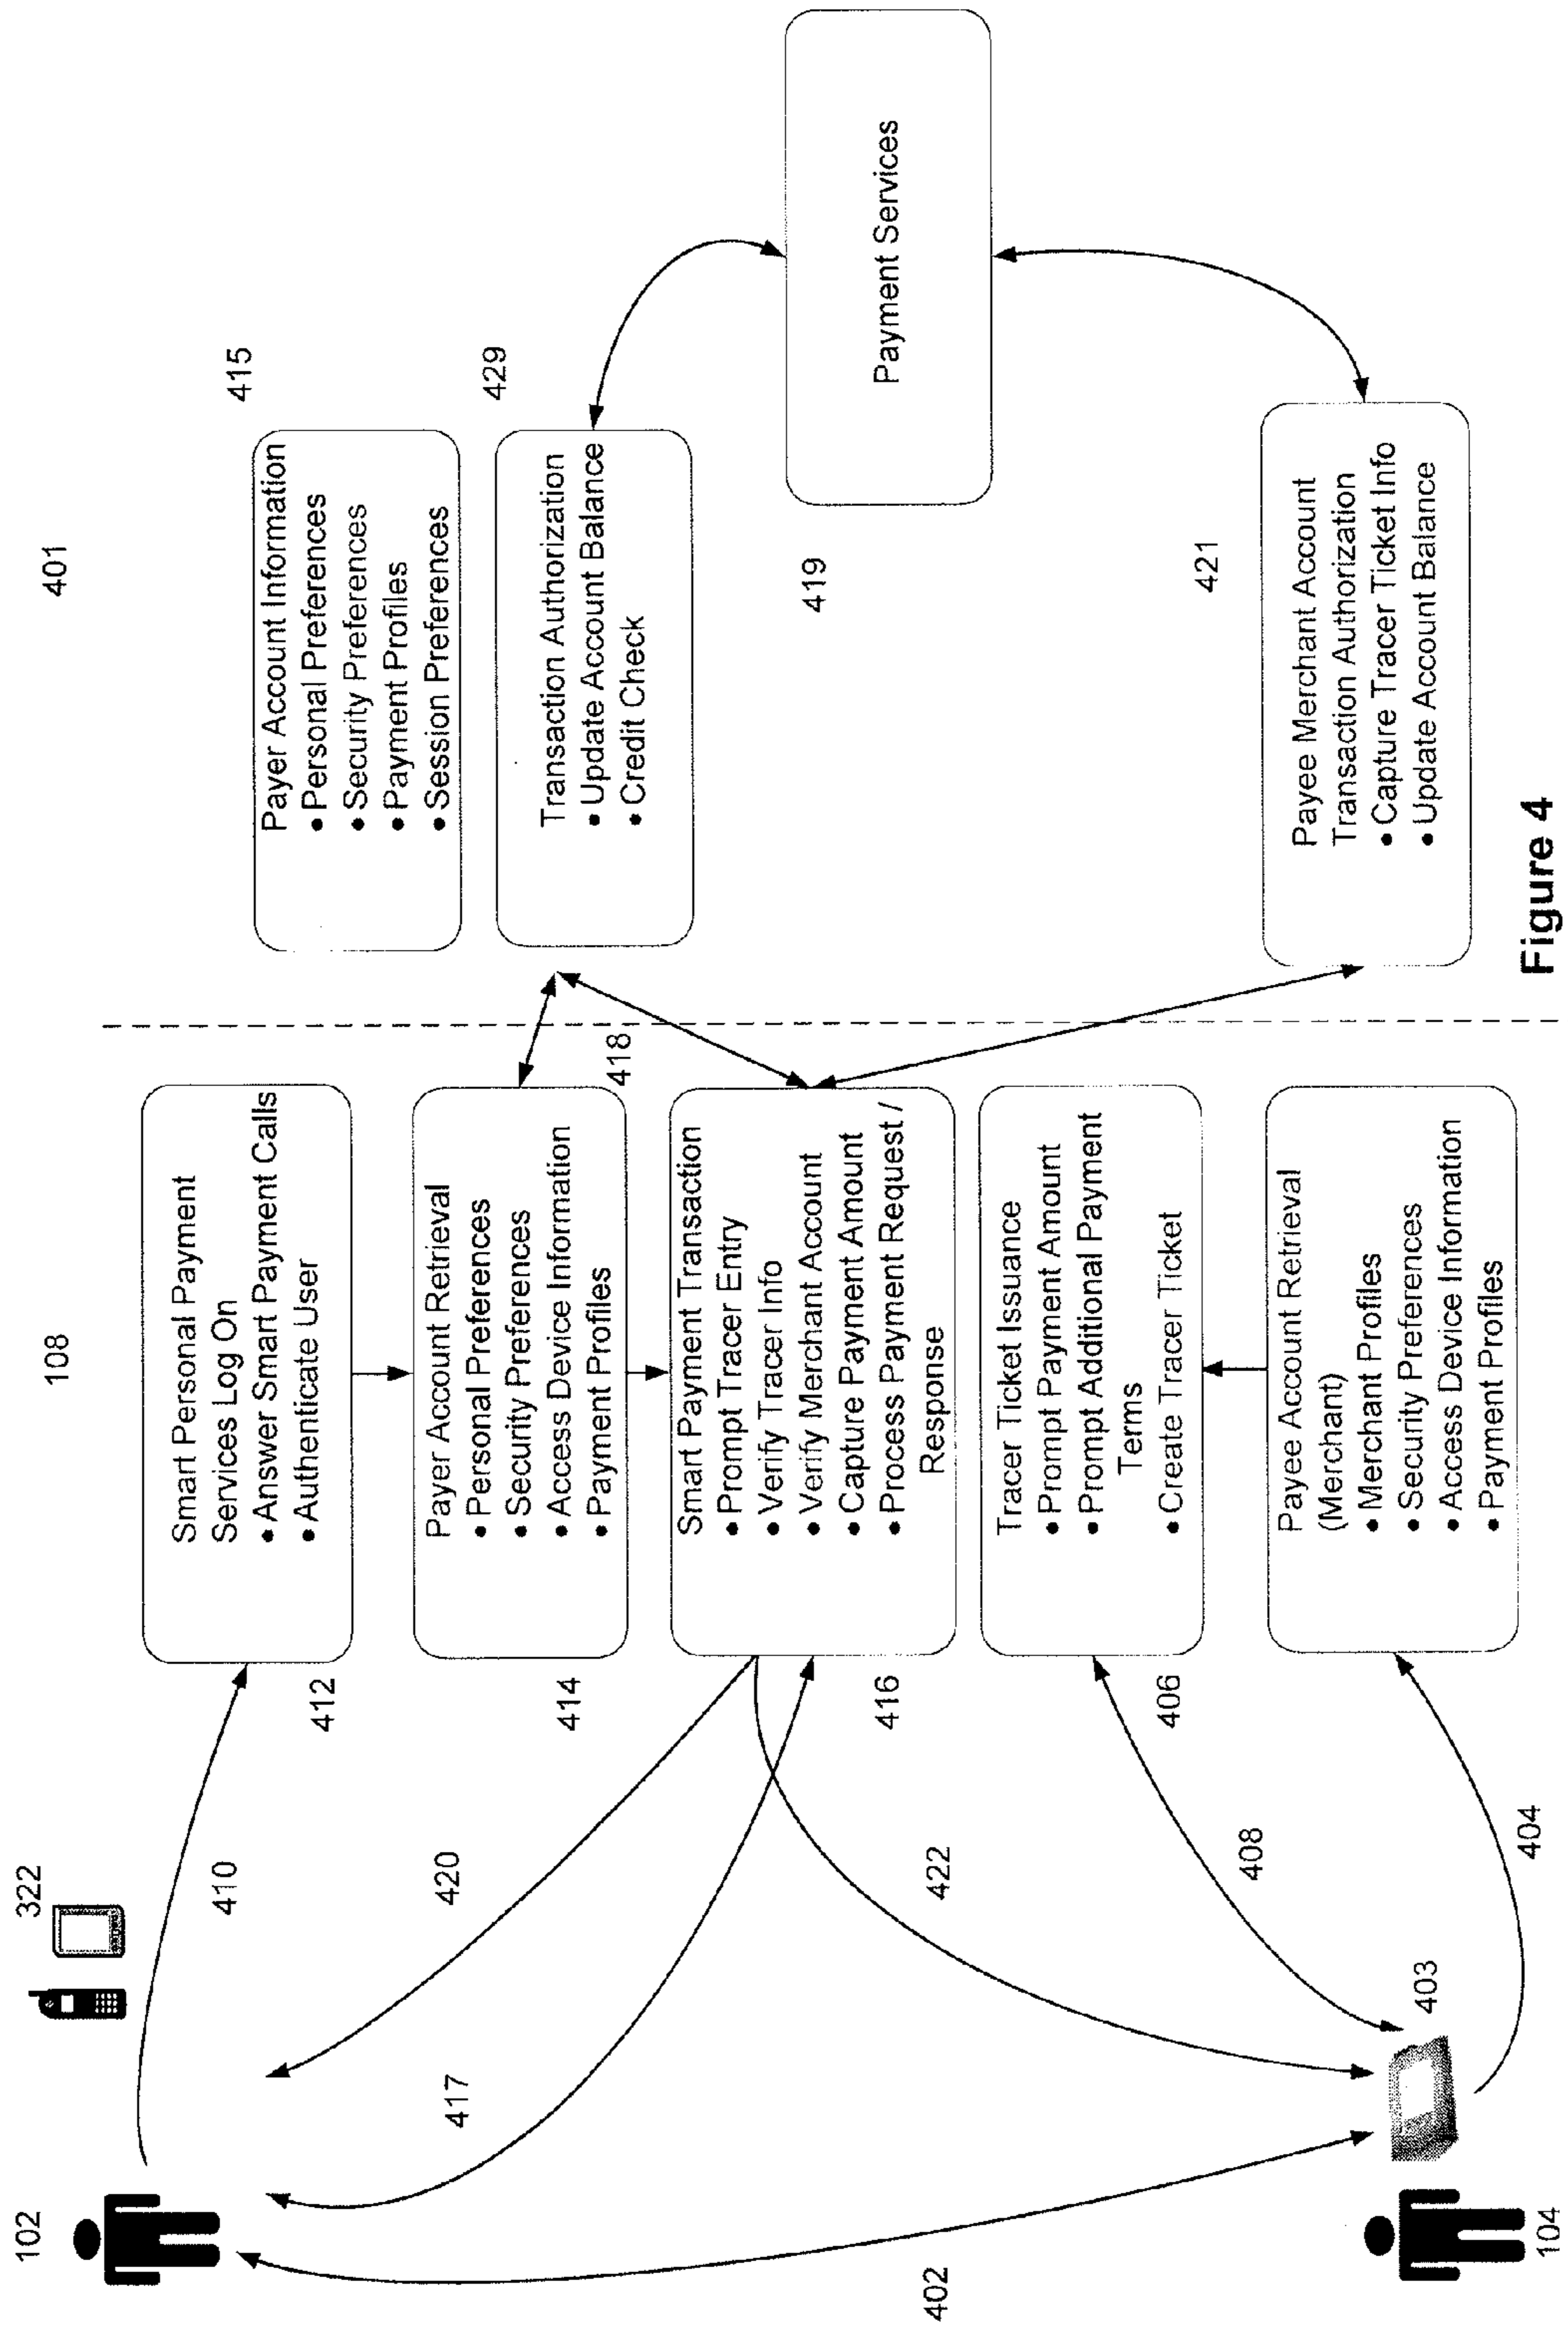 108
401
102
322
410
420
417
402
422
408
403
404
104
Smart Personal Payment
Services Log On
• Answer Smart Payment Calls
• Authenticate User
412
Payer Account Retrieval
• Personal Preferences
• Security Preferences
• Access Device Information
• Payment Profiles
414
418
Smart Payment Transaction
• Prompt Tracer Entry
• Verify Tracer Info
• Verify Merchant Account
• Capture Payment Amount
• Process Payment Request /
Response
416
Tracer Ticket Issuance
• Prompt Payment Amount
• Prompt Additional Payment
Terms
• Create Tracer Ticket
406
Payee Account Retrieval
(Merchant)
• Merchant Profiles
• Security Preferences
• Access Device Information
• Payment Profiles
415
Payer Account Information
• Personal Preferences
• Security Preferences
• Payment Profiles
• Session Preferences
429
Transaction Authorization
• Update Account Balance
• Credit Check
419
Payment Services
421
Payee Merchant Account
Transaction Authorization
• Capture Tracer Ticket Info
• Update Account Balance
Figure 4